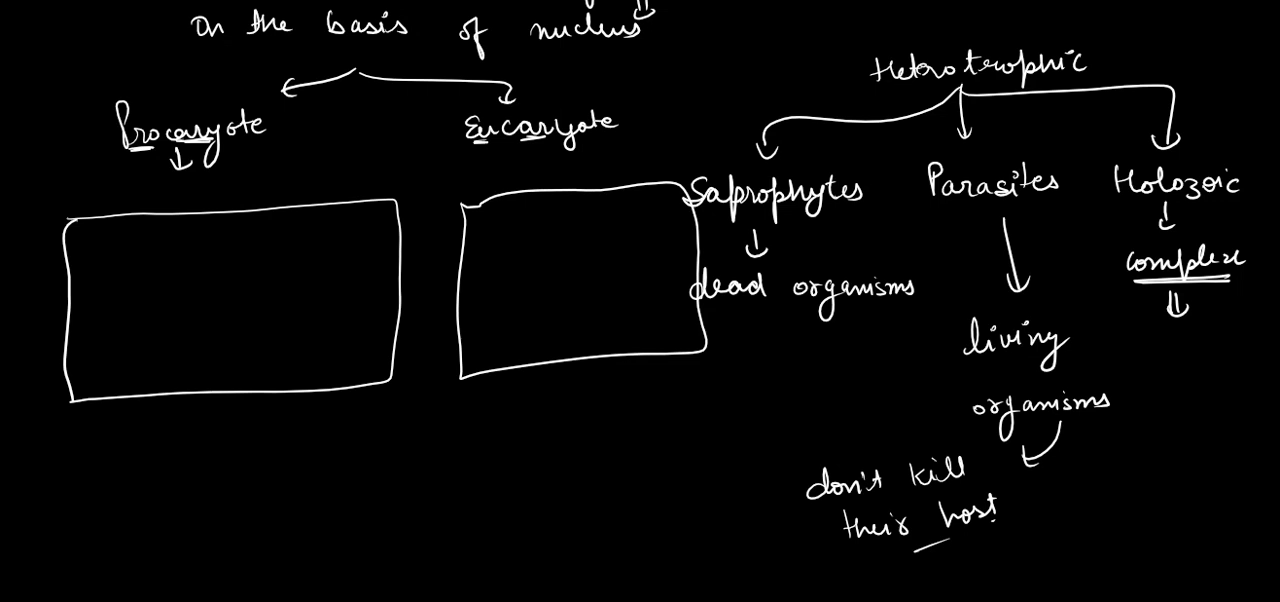 On the basis of nucleus
Procaryote
Eucaryote
Heterotrophic
Saprophytes
Parasites
Holozoic
dead organisms
complex
living
organisms
don't kill
their host